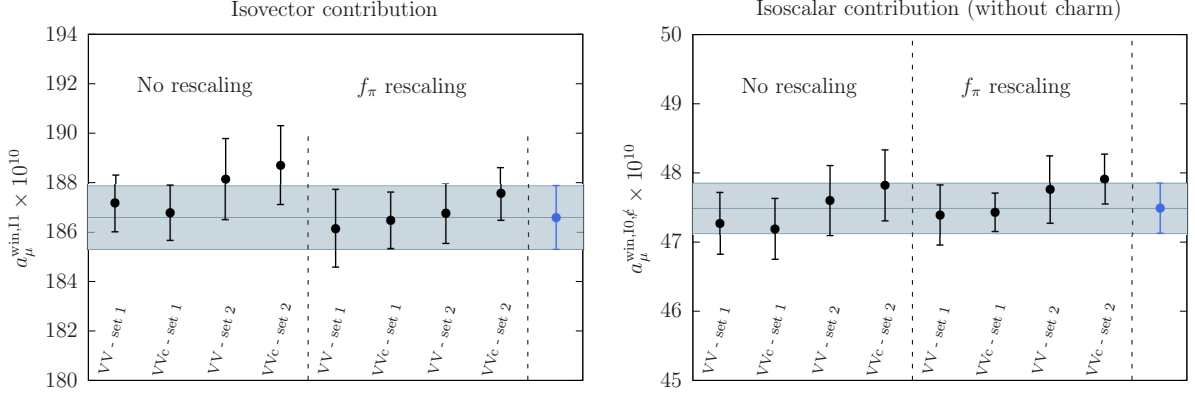 Isovector contribution
a_μ^{win,I1} × 10^{10}
194
192
190
188
186
184
182
180
No rescaling
f_π rescaling
VV - set 1
VVc - set 1
VV - set 2
VVc - set 2
VV - set 1
VVc - set 1
VV - set 2
VVc - set 2
Isoscalar contribution (without charm)
a_μ^{win,I0,c̸} × 10^{10}
50
49
48
47
46
45
No rescaling
f_π rescaling
VV - set 1
VVc - set 1
VV - set 2
VVc - set 2
VV - set 1
VVc - set 1
VV - set 2
VVc - set 2